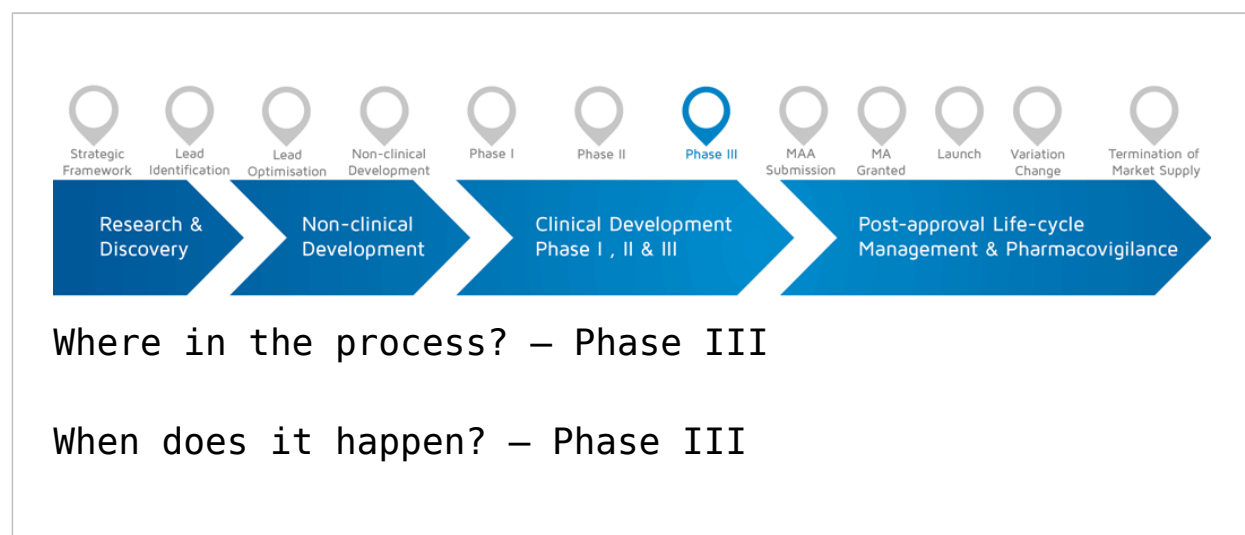 Strategic
Framework
Lead
Identification
Lead
Optimisation
Non-clinical
Development
Phase I
Phase II
Phase III
MAA
Submission
MA
Granted
Launch
Variation
Change
Termination of
Market Supply
Research &
Discovery
Non-clinical
Development
Clinical Development
Phase I , II & III
Post-approval Life-cycle
Management & Pharmacovigilance
Where in the process? – Phase III
When does it happen? – Phase III